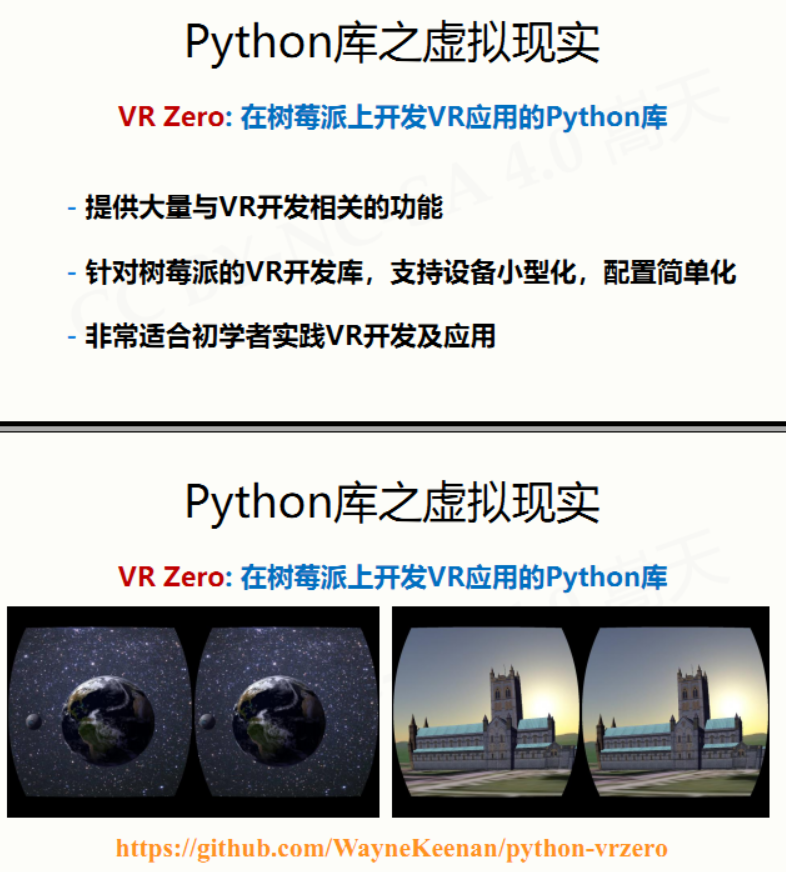 Python库之虚拟现实
VR Zero: 在树莓派上开发VR应用的Python库
- 提供大量与VR开发相关的功能
- 针对树莓派的VR开发库，支持设备小型化，配置简单化
- 非常适合初学者实践VR开发及应用
CC BY-NC-SA 4.0 嵩天
Python库之虚拟现实
VR Zero: 在树莓派上开发VR应用的Python库
4.0 嵩天
https://github.com/WayneKeenan/python-vrzero